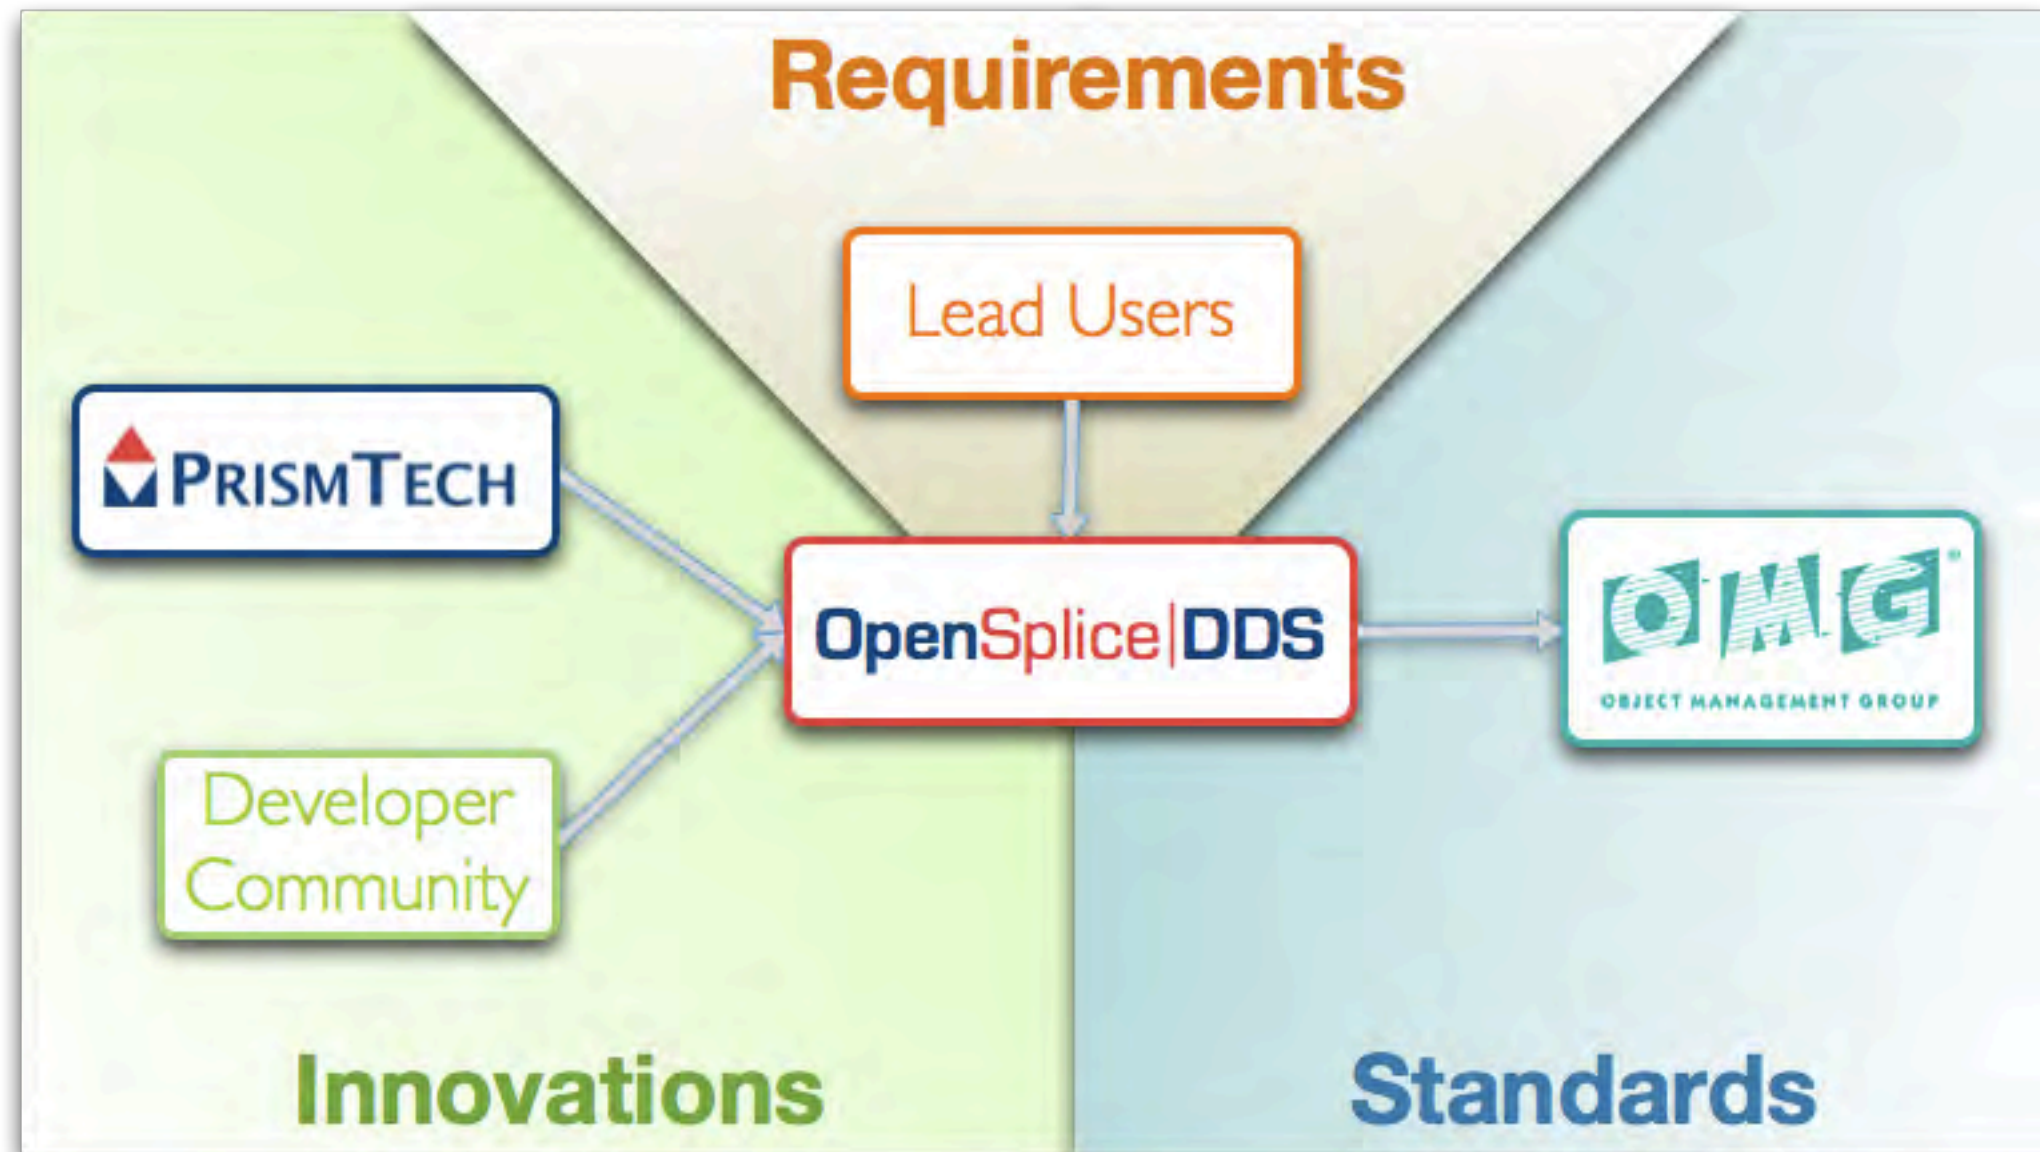 Requirements
Lead Users
PRISMTECH
OpenSplice|DDS
OMG®
OBJECT MANAGEMENT GROUP
Developer
Community
Innovations
Standards